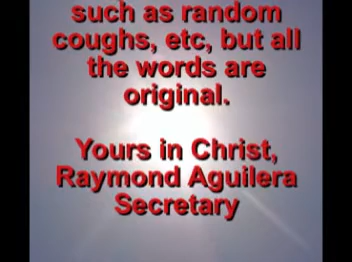 such as random
coughs, etc, but all
the words are
original.
Yours in Christ,
Raymond Aguilera
Secretary